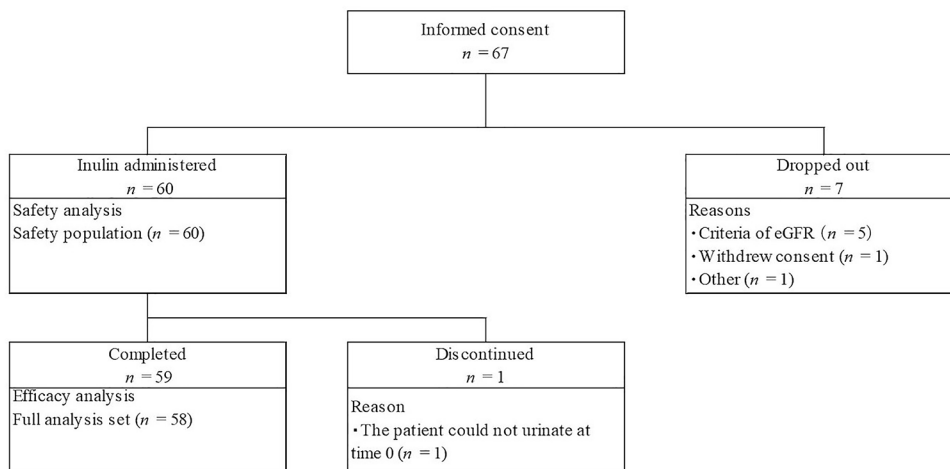 Informed consent
n = 67
Inulin administered
n = 60
Safety analysis
Safety population (n = 60)
Dropped out
n = 7
Reasons
・Criteria of eGFR (n = 5)
・Withdrew consent (n = 1)
・Other (n = 1)
Completed
n = 59
Efficacy analysis
Full analysis set (n = 58)
Discontinued
n = 1
Reason
・The patient could not urinate at
time 0 (n = 1)